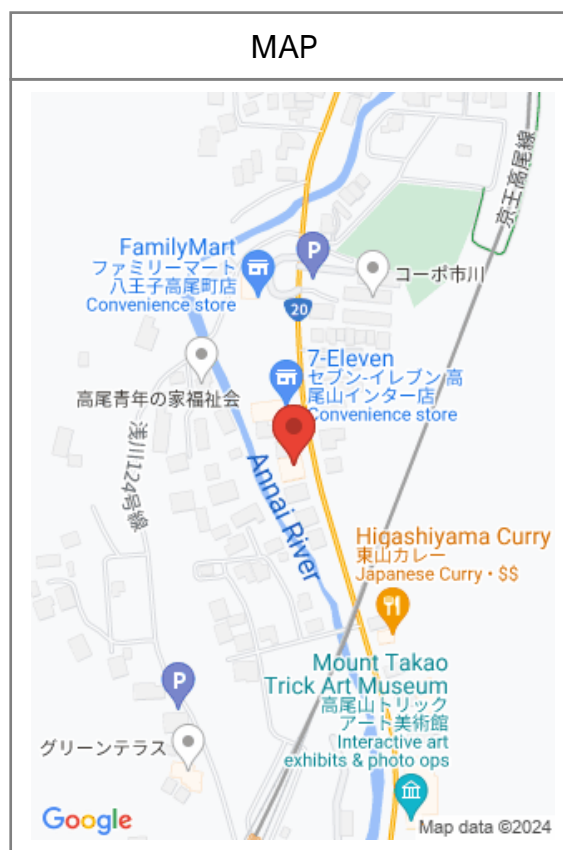 MAP
京王高尾線
FamilyMart
ファミリーマート
八王子高尾町店
Convenience store
P
コーポ市川
20
7-Eleven
セブン-イレブン 高
尾山インター店
Convenience store
高尾青年の家福祉会
浅川124号線
Annai River
Higashiyama Curry
東山カレー
Japanese Curry • $$
Mount Takao
Trick Art Museum
高尾山トリック
アート美術館
Interactive art
exhibits & photo ops
P
グリーンテラス
Google
Map data ©2024